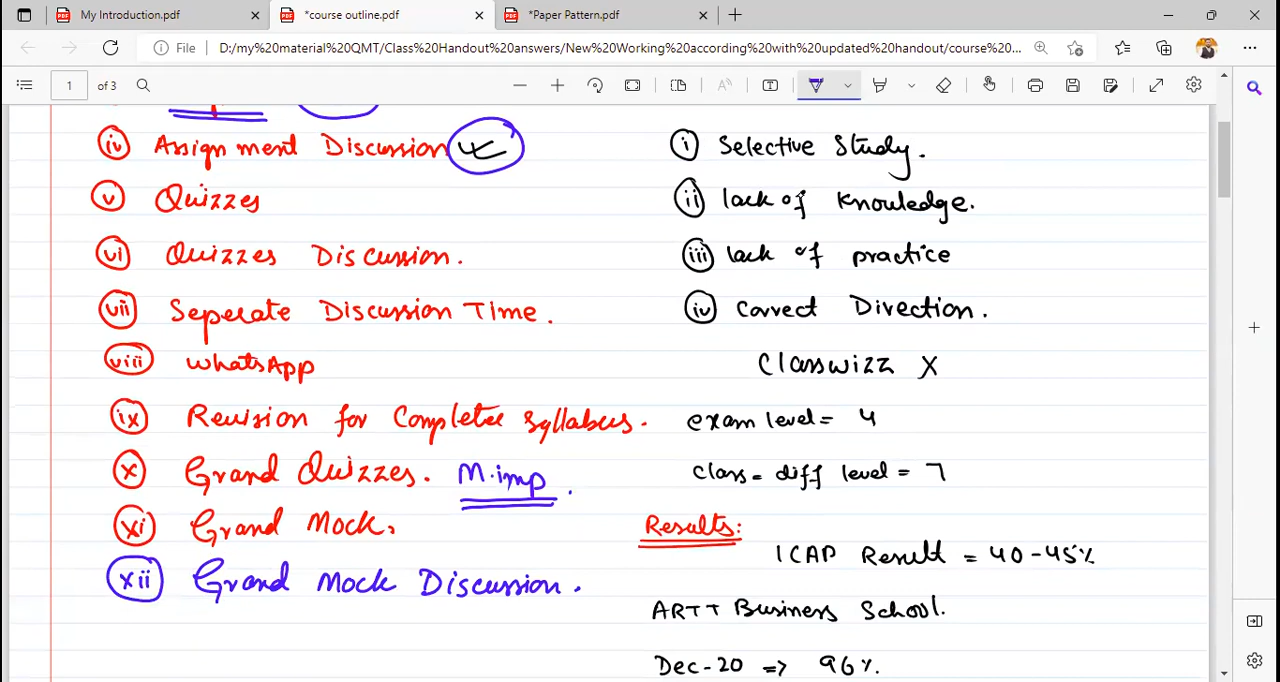 My Introduction.pdf
*course outline.pdf
*Paper Pattern.pdf
File
D:/my%20material%20QMT/Class%20Handout%20answers/New%20Working%20according%20with%20updated%20handout/course%20...
1
of 3
iv Assignment Discussion
v Quizzes
vi Quizzes Discussion.
vii Seperate Discussion Time.
viii WhatsApp
ix Revision for Complete Syllabus.
x Grand Quizzes. M.imp.
xi Grand Mock.
xii Grand Mock Discussion.
i Selective Study.
ii lack of Knowledge.
iii lack of practice
iv Correct Direction.
Classwizz X
exam level = 4
Class = diff level = 7
Results:
ICAP Result = 40-45%
ARTT Business School.
Dec-20 => 96%.